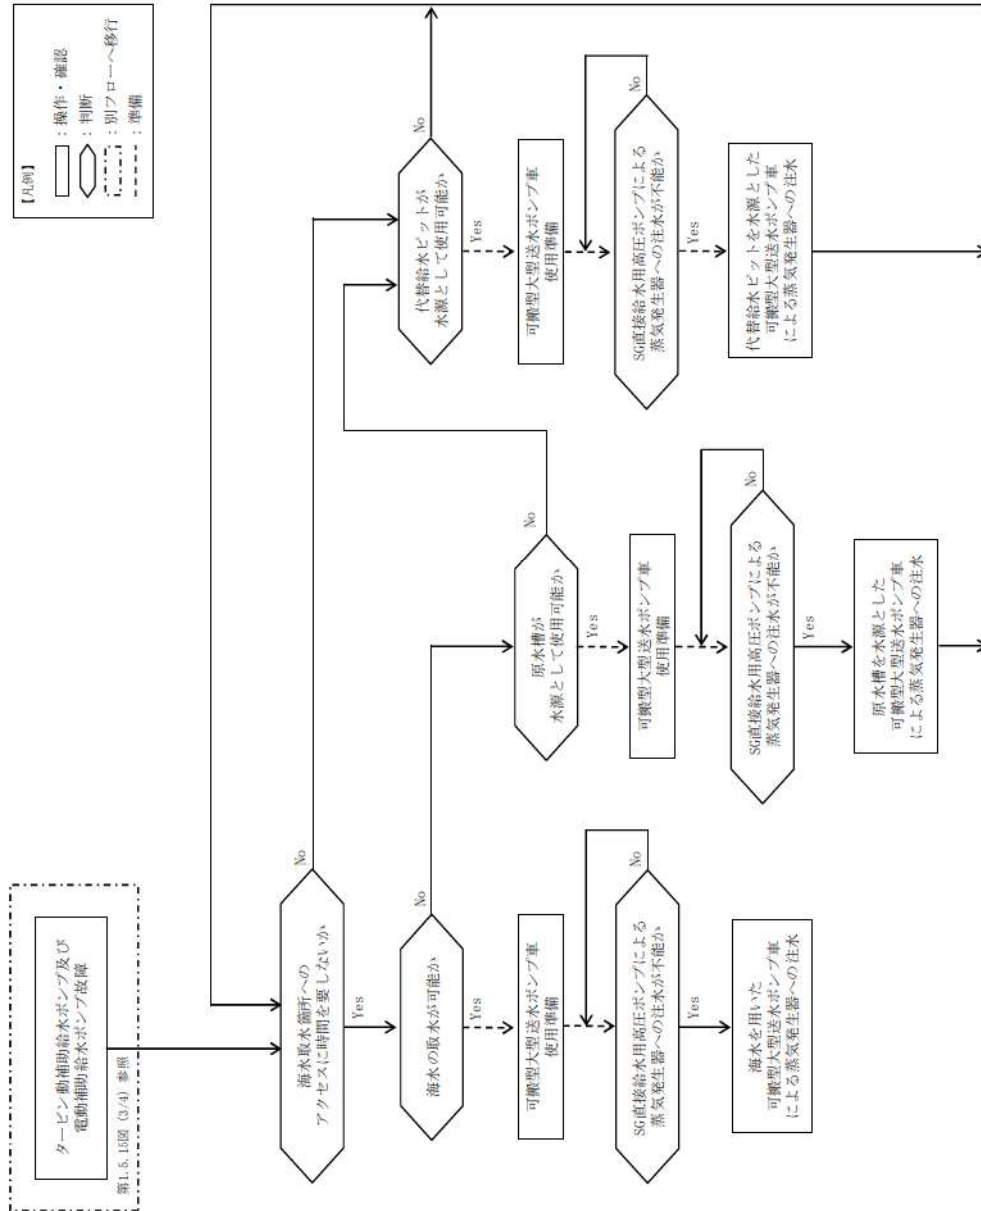 【凡例】
：操作・確認
：判断
：別フローへ移行
：準備
タービン動補助給水ポンプ及び
電動補助給水ポンプ故障
第1.5.15図 (3/4) 参照
海水取水箇所への
アクセスに時間を要しないか
No
Yes
海水の取水が可能か
No
Yes
可搬型大型送水ポンプ車
使用準備
SG直接給水用高圧ポンプによる
蒸気発生器への注水が不能か
No
Yes
海水を用いた
可搬型大型送水ポンプ車
による蒸気発生器への注水
原水槽が
水源として使用可能か
No
Yes
可搬型大型送水ポンプ車
使用準備
SG直接給水用高圧ポンプによる
蒸気発生器への注水が不能か
No
Yes
原水槽を水源とした
可搬型大型送水ポンプ車
による蒸気発生器への注水
代替給水ピットが
水源として使用可能か
No
Yes
可搬型大型送水ポンプ車
使用準備
SG直接給水用高圧ポンプによる
蒸気発生器への注水が不能か
No
Yes
代替給水ピットを水源とした
可搬型大型送水ポンプ車
による蒸気発生器への注水